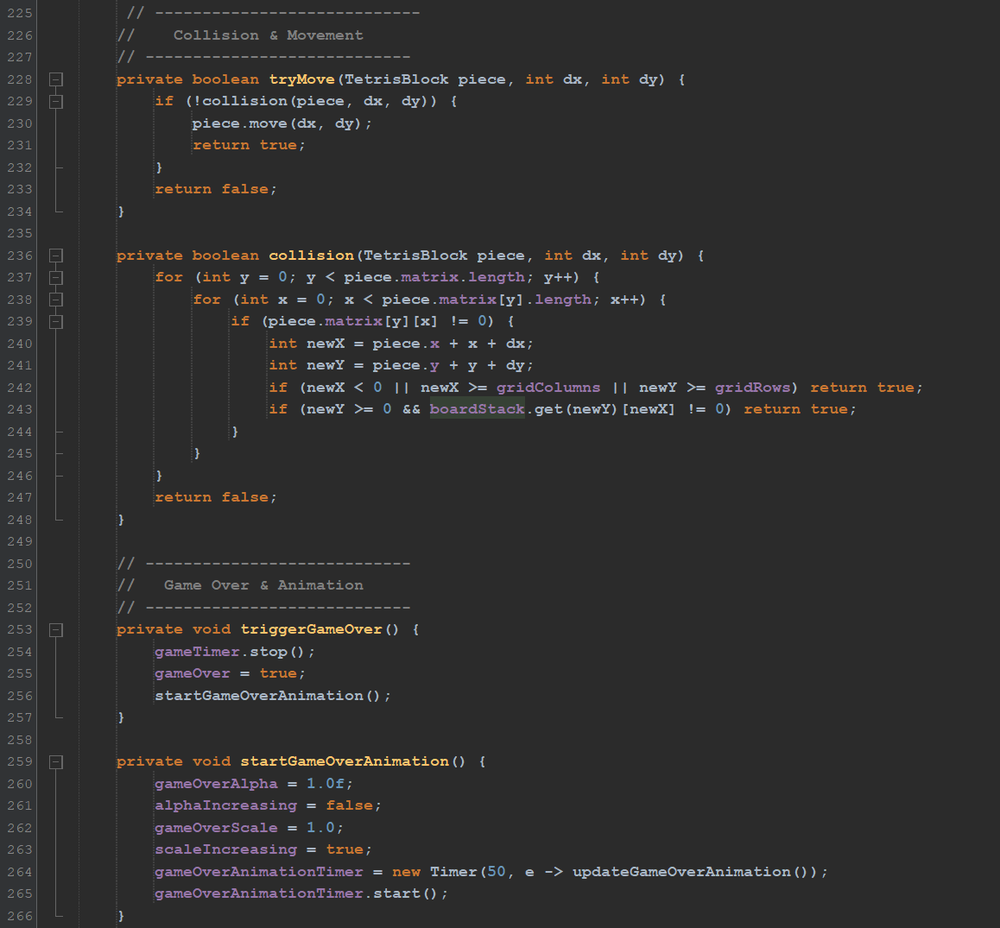 225 // ----------------------------
226 //    Collision & Movement
227 // ----------------------------
228 private boolean tryMove(TetrisBlock piece, int dx, int dy) {
229     if (!collision(piece, dx, dy)) {
230         piece.move(dx, dy);
231         return true;
232     }
233     return false;
234 }
235
236 private boolean collision(TetrisBlock piece, int dx, int dy) {
237     for (int y = 0; y < piece.matrix.length; y++) {
238         for (int x = 0; x < piece.matrix[y].length; x++) {
239             if (piece.matrix[y][x] != 0) {
240                 int newX = piece.x + x + dx;
241                 int newY = piece.y + y + dy;
242                 if (newX < 0 || newX >= gridColumns || newY >= gridRows) return true;
243                 if (newY >= 0 && boardStack.get(newY)[newX] != 0) return true;
244             }
245         }
246     }
247     return false;
248 }
249
250 // ----------------------------
251 //   Game Over & Animation
252 // ----------------------------
253 private void triggerGameOver() {
254     gameTimer.stop();
255     gameOver = true;
256     startGameOverAnimation();
257 }
258
259 private void startGameOverAnimation() {
260     gameOverAlpha = 1.0f;
261     alphaIncreasing = false;
262     gameOverScale = 1.0;
263     scaleIncreasing = true;
264     gameOverAnimationTimer = new Timer(50, e -> updateGameOverAnimation());
265     gameOverAnimationTimer.start();
266 }